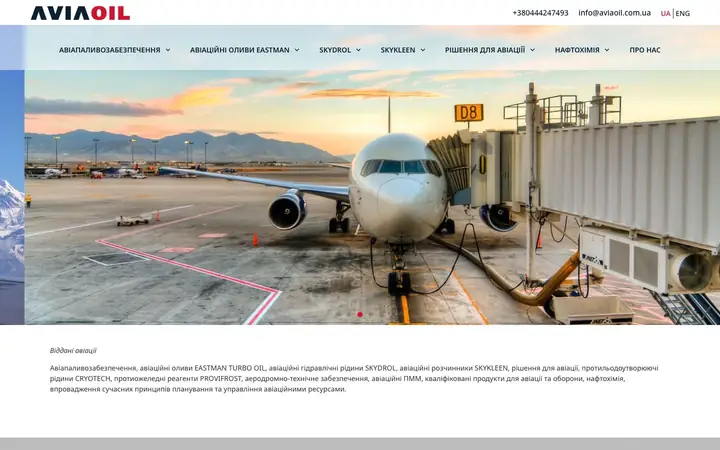 AVIAOIL
+380444247493 info@aviaoil.com.ua UA ENG
АВІАПАЛИВОЗАБЕЗПЕЧЕННЯ АВІАЦІЙНІ ОЛИВИ EASTMAN SKYDROL SKYKLEEN РІШЕННЯ ДЛЯ АВІАЦІЇЇ НАФТОХІМІЯ ПРО НАС
D8
Віддані авіації
Авіапаливозабезпечення, авіаційні оливи EASTMAN TURBO OIL, авіаційні гідравлічні рідини SKYDROL, авіаційні розчинники SKYKLEEN, рішення для авіації, протильодоутворюючі
рідини CRYOTECH, протиожеледні реагенти PROVIFROST, аеродромно-технічне забезпечення, авіаційні ПММ, кваліфіковані продукти для авіації та оборони, нафтохімія,
впровадження сучасних принципів планування та управління авіаційними ресурсами.